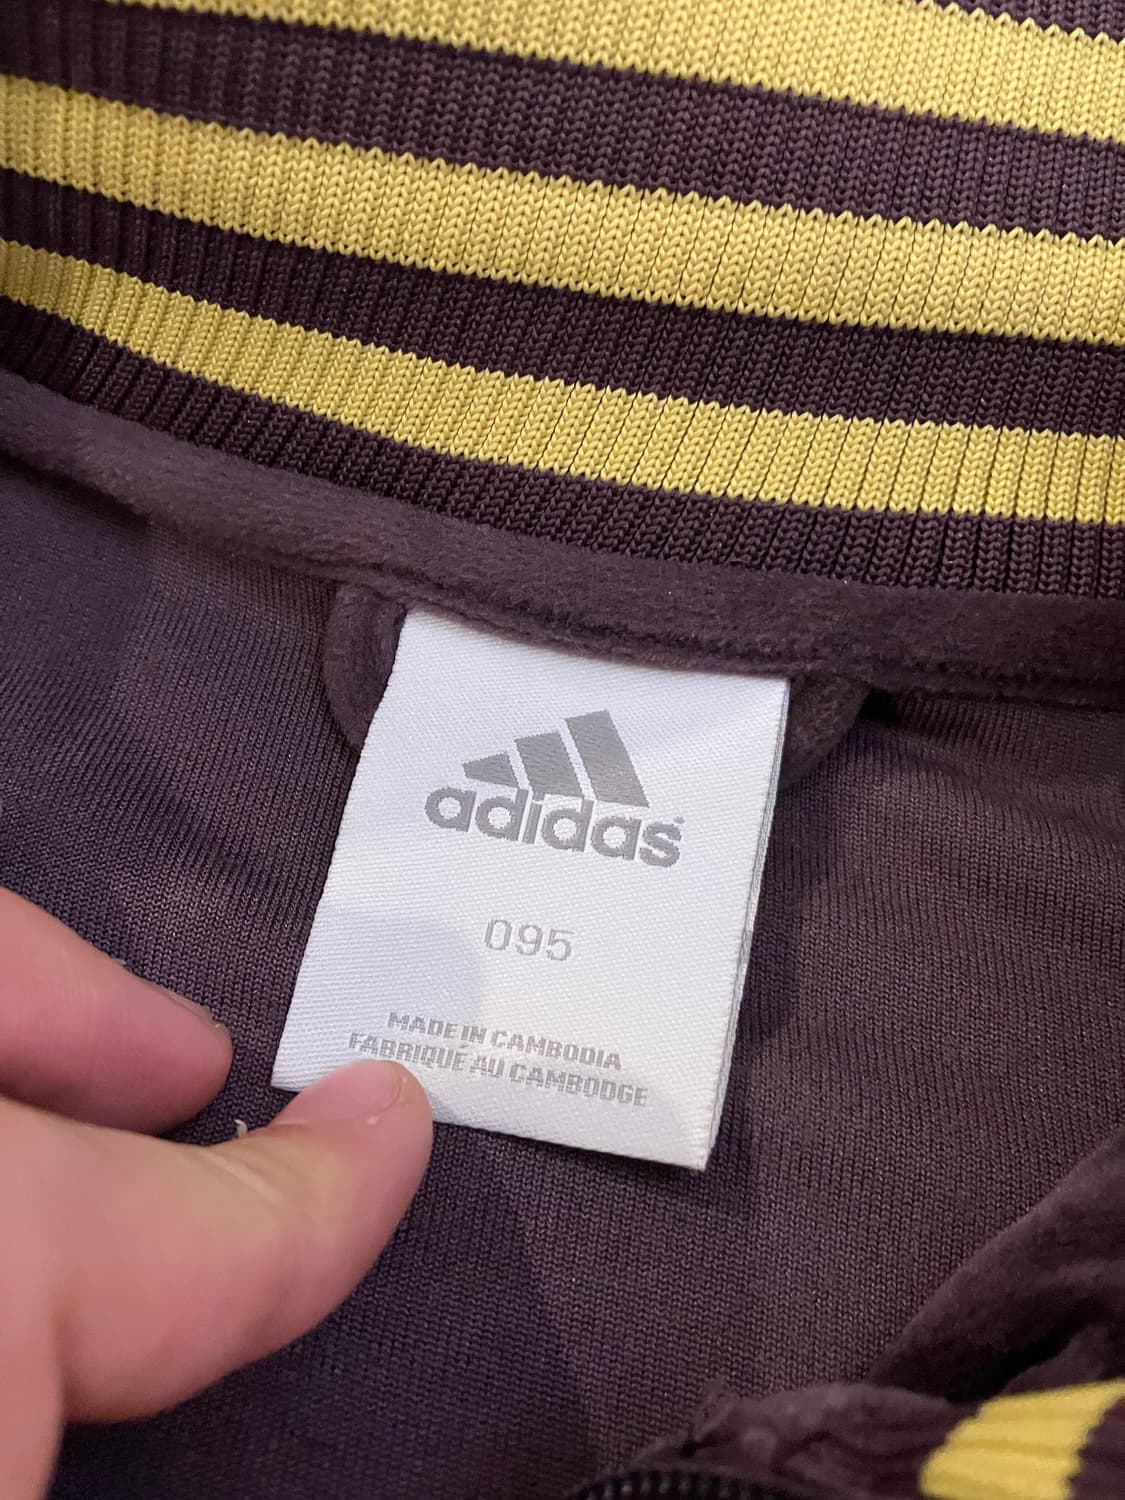 adidas
095
MADE IN CAMBODIA
FABRIQUÉ AU CAMBODGE